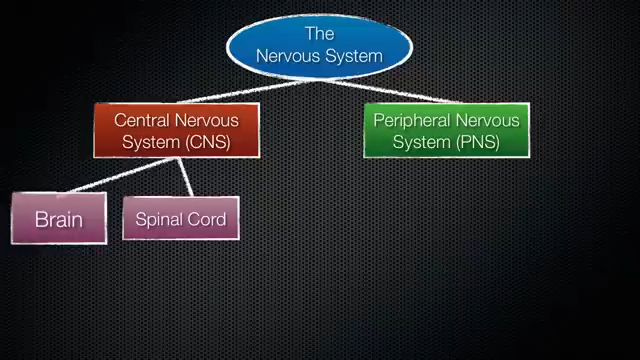 The
Nervous System
Central Nervous
System (CNS)
Peripheral Nervous
System (PNS)
Brain
Spinal Cord